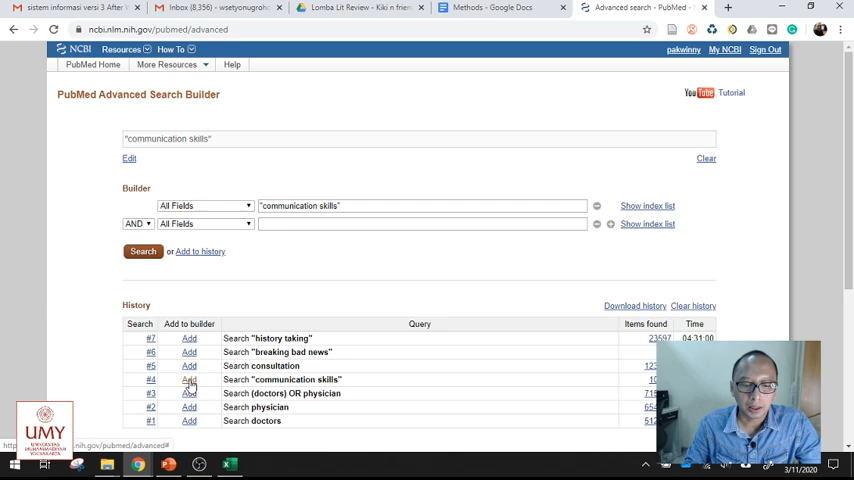 sistem informasi versi 3 After W
Inbox (8,356) - wsetyonugroh
Lomba Lit Review - Kiki n friend
Methods - Google Docs
Advanced search - PubMed - N
ncbi.nlm.nih.gov/pubmed/advanced
NCBI Resources How To
pakwinny My NCBI Sign Out
PubMed Home More Resources Help
PubMed Advanced Search Builder
YouTube Tutorial
"communication skills"
Edit Clear
Builder
All Fields "communication skills" Show index list
AND All Fields Show index list
Search or Add to history
History
Download history Clear history
Search Add to builder Query Items found Time
#7 Add Search "history taking" 23597 04:31:00
#6 Add Search "breaking bad news"
#5 Add Search consultation
#4 Add Search "communication skills"
#3 Add Search (doctors) OR physician
#2 Add Search physician
#1 Add Search doctors
UMY
UNIVERSITAS
MUHAMMADIYAH
YOGYAKARTA
.nih.gov/pubmed/advanced#
3/11/2020